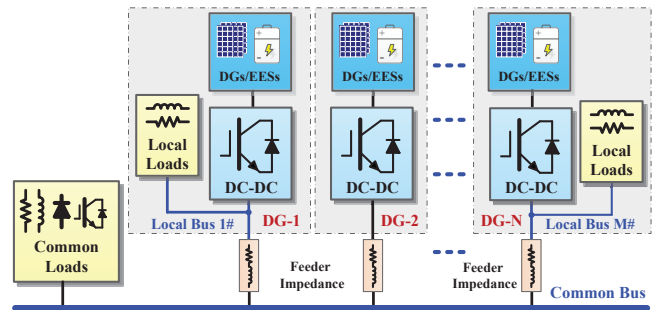 DGs/EESs
DGs/EESs
DGs/EESs
Local
Loads
DC-DC
DC-DC
DC-DC
Local
Loads
Local Bus 1#
DG-1
DG-2
DG-N
Local Bus M#
Common
Loads
Feeder
Impedance
Feeder
Impedance
Common Bus